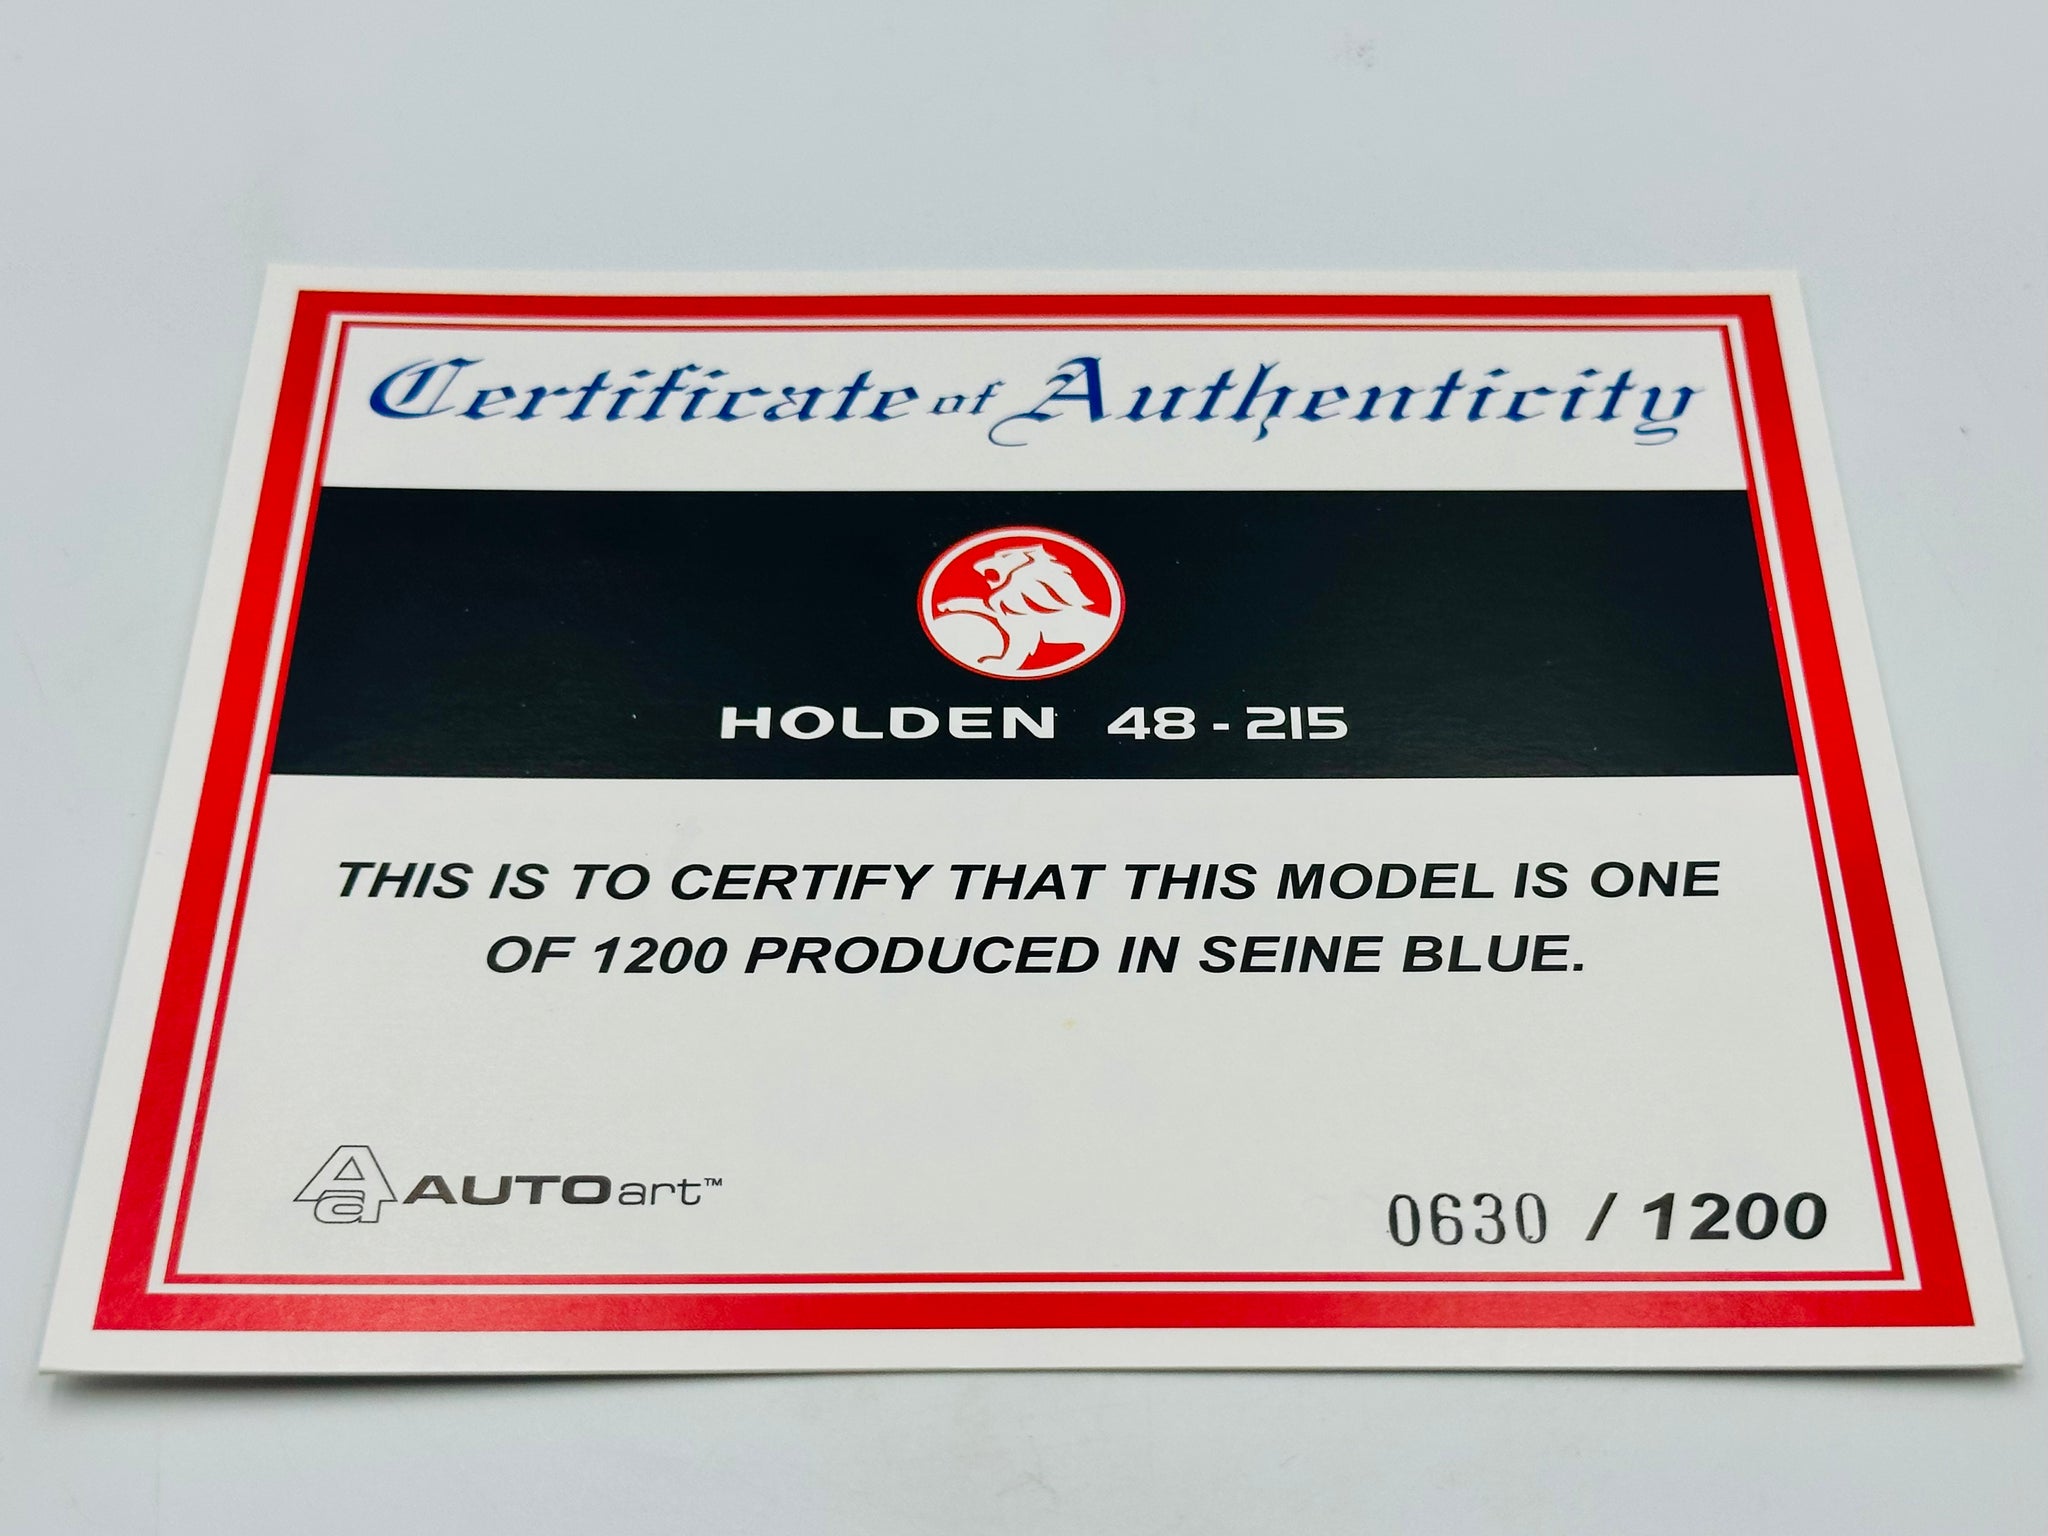 Certificate of Authenticity
HOLDEN 48-215
THIS IS TO CERTIFY THAT THIS MODEL IS ONE
OF 1200 PRODUCED IN SEINE BLUE.
Aa AUTOart™
0630 / 1200